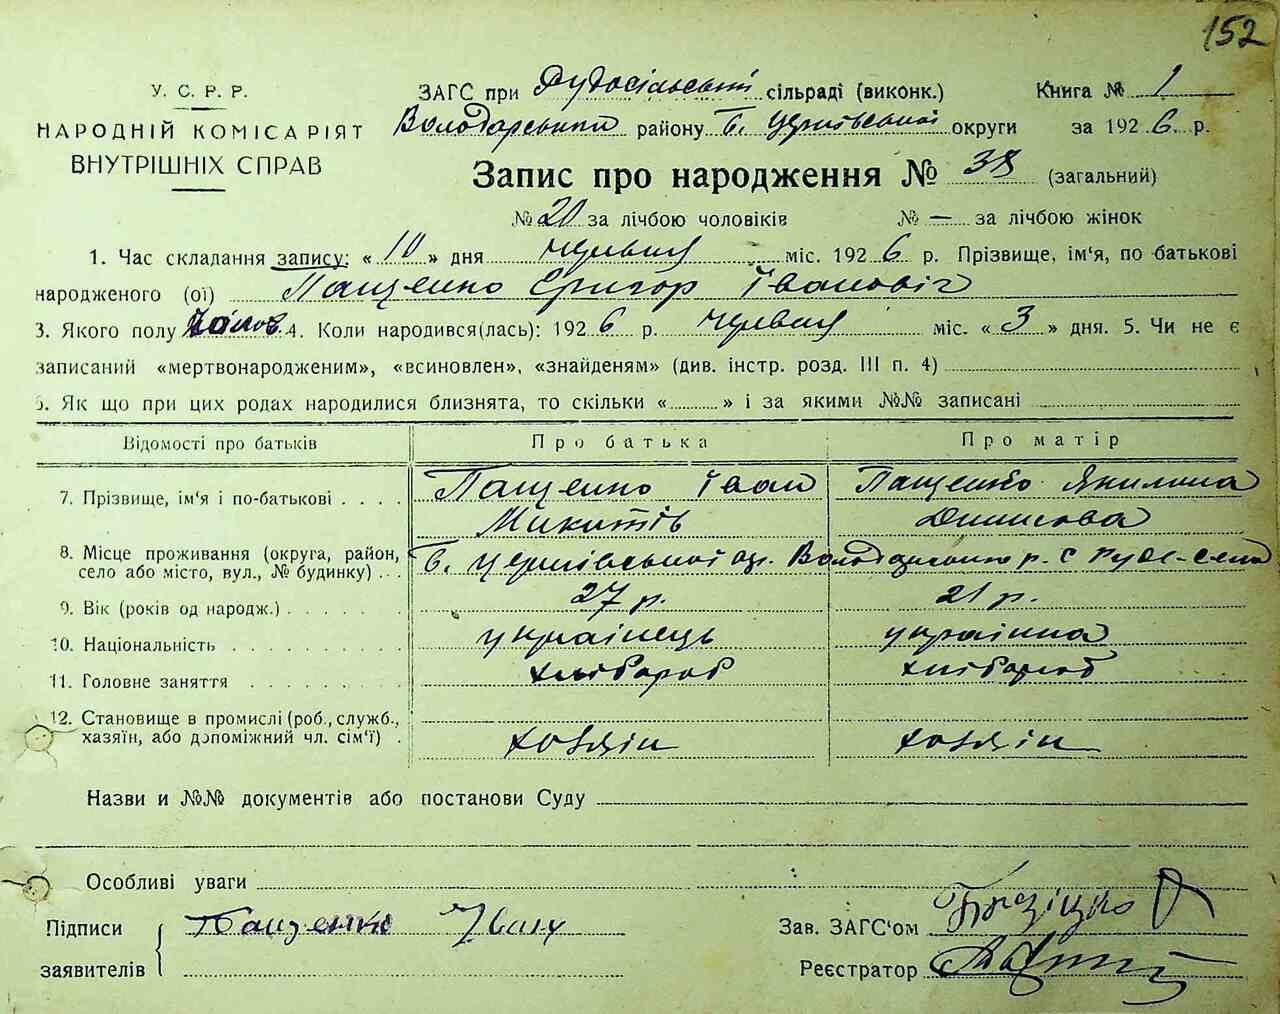 152
У. С. Р. Р.
НАРОДНІЙ КОМІСАРІЯТ
ВНУТРІШНІХ СПРАВ
ЗАГС при Рудосільській сільраді (виконк.) Книга № 1
Володарський району Б. Церківської округи за 1926 р.
Запис про народження № 38 (загальний)
№ 20 за лічбою чоловіків № — за лічбою жінок
1. Час складання запису: «10» дня червня міс. 1926 р. Прізвище, ім'я, по батькові
народженого (ої) Пащенко Григор Іванович
3. Якого полу чолов. 4. Коли народився(лась): 1926 р. червня міс. «3» дня. 5. Чи не є
записаний «мертвонародженим», «всиновлен», «знайденям» (див. інстр. розд. III п. 4)
6. Як що при цих родах народилися близнята, то скільки « » і за якими №№ записані
Відомості про батьків Про батька Про матір
7. Прізвище, ім'я і по-батькові . . . . Пащенко Іван Пащенко Якилина
Микитів Динисова
8. Місце проживання (округа, район,
село або місто, вул., № будинку) . . . Б. Церківської ок. Володарського р. с Руде-село
9. Вік (років од народж.) . . . . . . 27 р. 21 р.
10. Національність . . . . . . . . . українець українка
11. Головне заняття . . . . . . . . хлібороб хлібороб
12. Становище в промислі (роб., служб.,
хазяїн, або допоміжний чл. сім'ї) . хозяін хозяін
Назви и №№ документів або постанови Суду
Особливі уваги
Підписи
заявителів
Пащенко Іван
Зав. ЗАГС'ом
Реєстратор